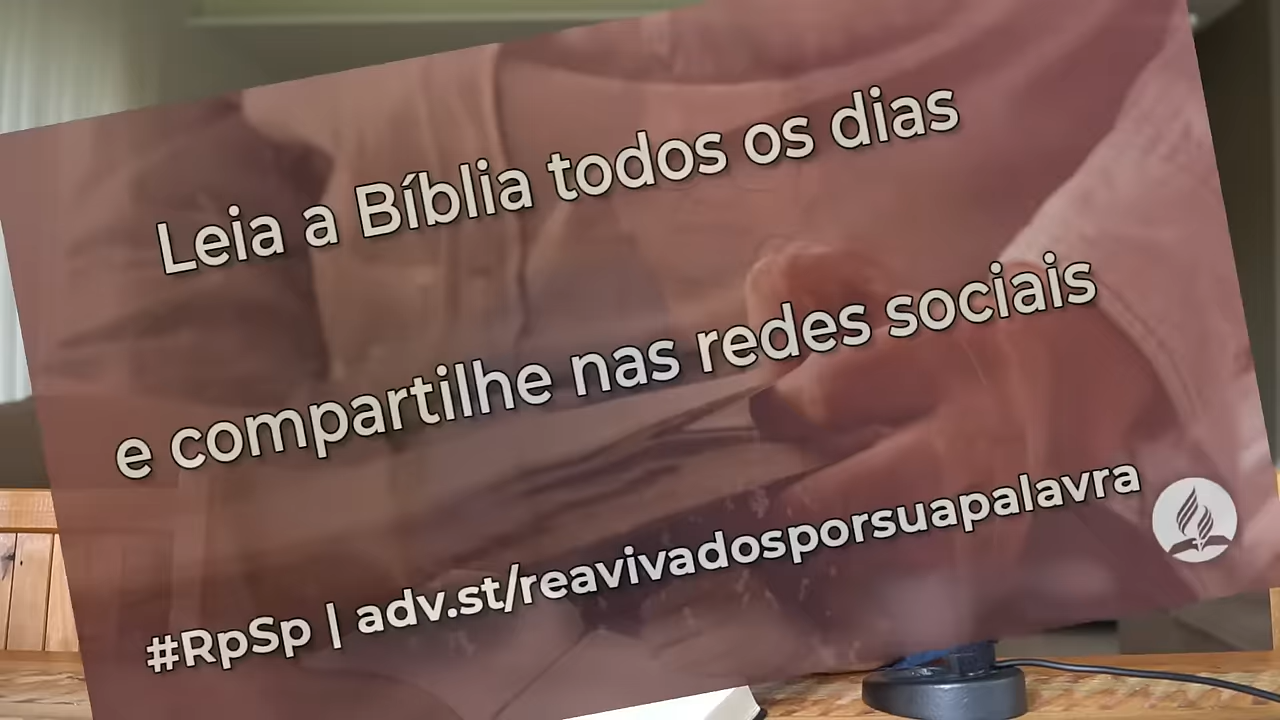 Leia a Bíblia todos os dias
e compartilhe nas redes sociais
#RpSp | adv.st/reavivadosporsuapalavra